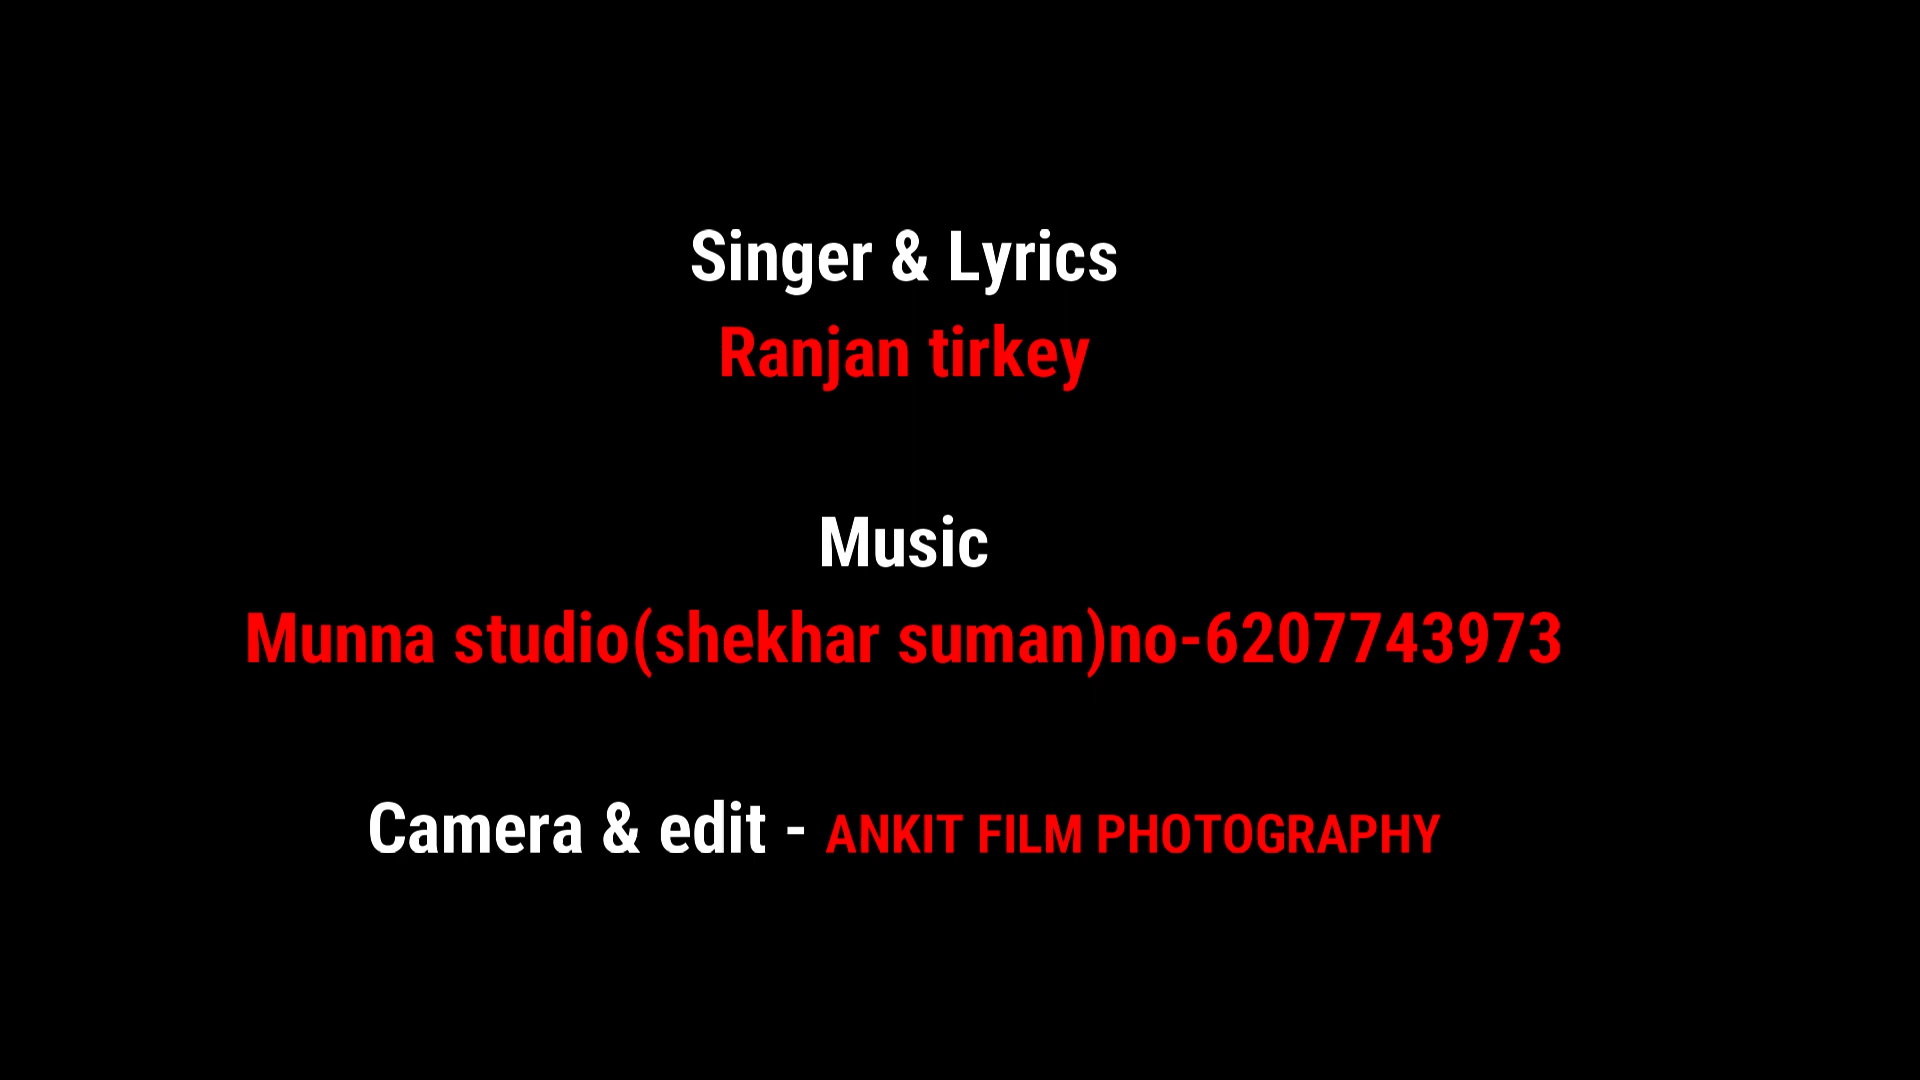 Singer & Lyrics
Ranjan tirkey
Music
Munna studio(shekhar suman)no-6207743973
Camera & edit - ANKIT FILM PHOTOGRAPHY